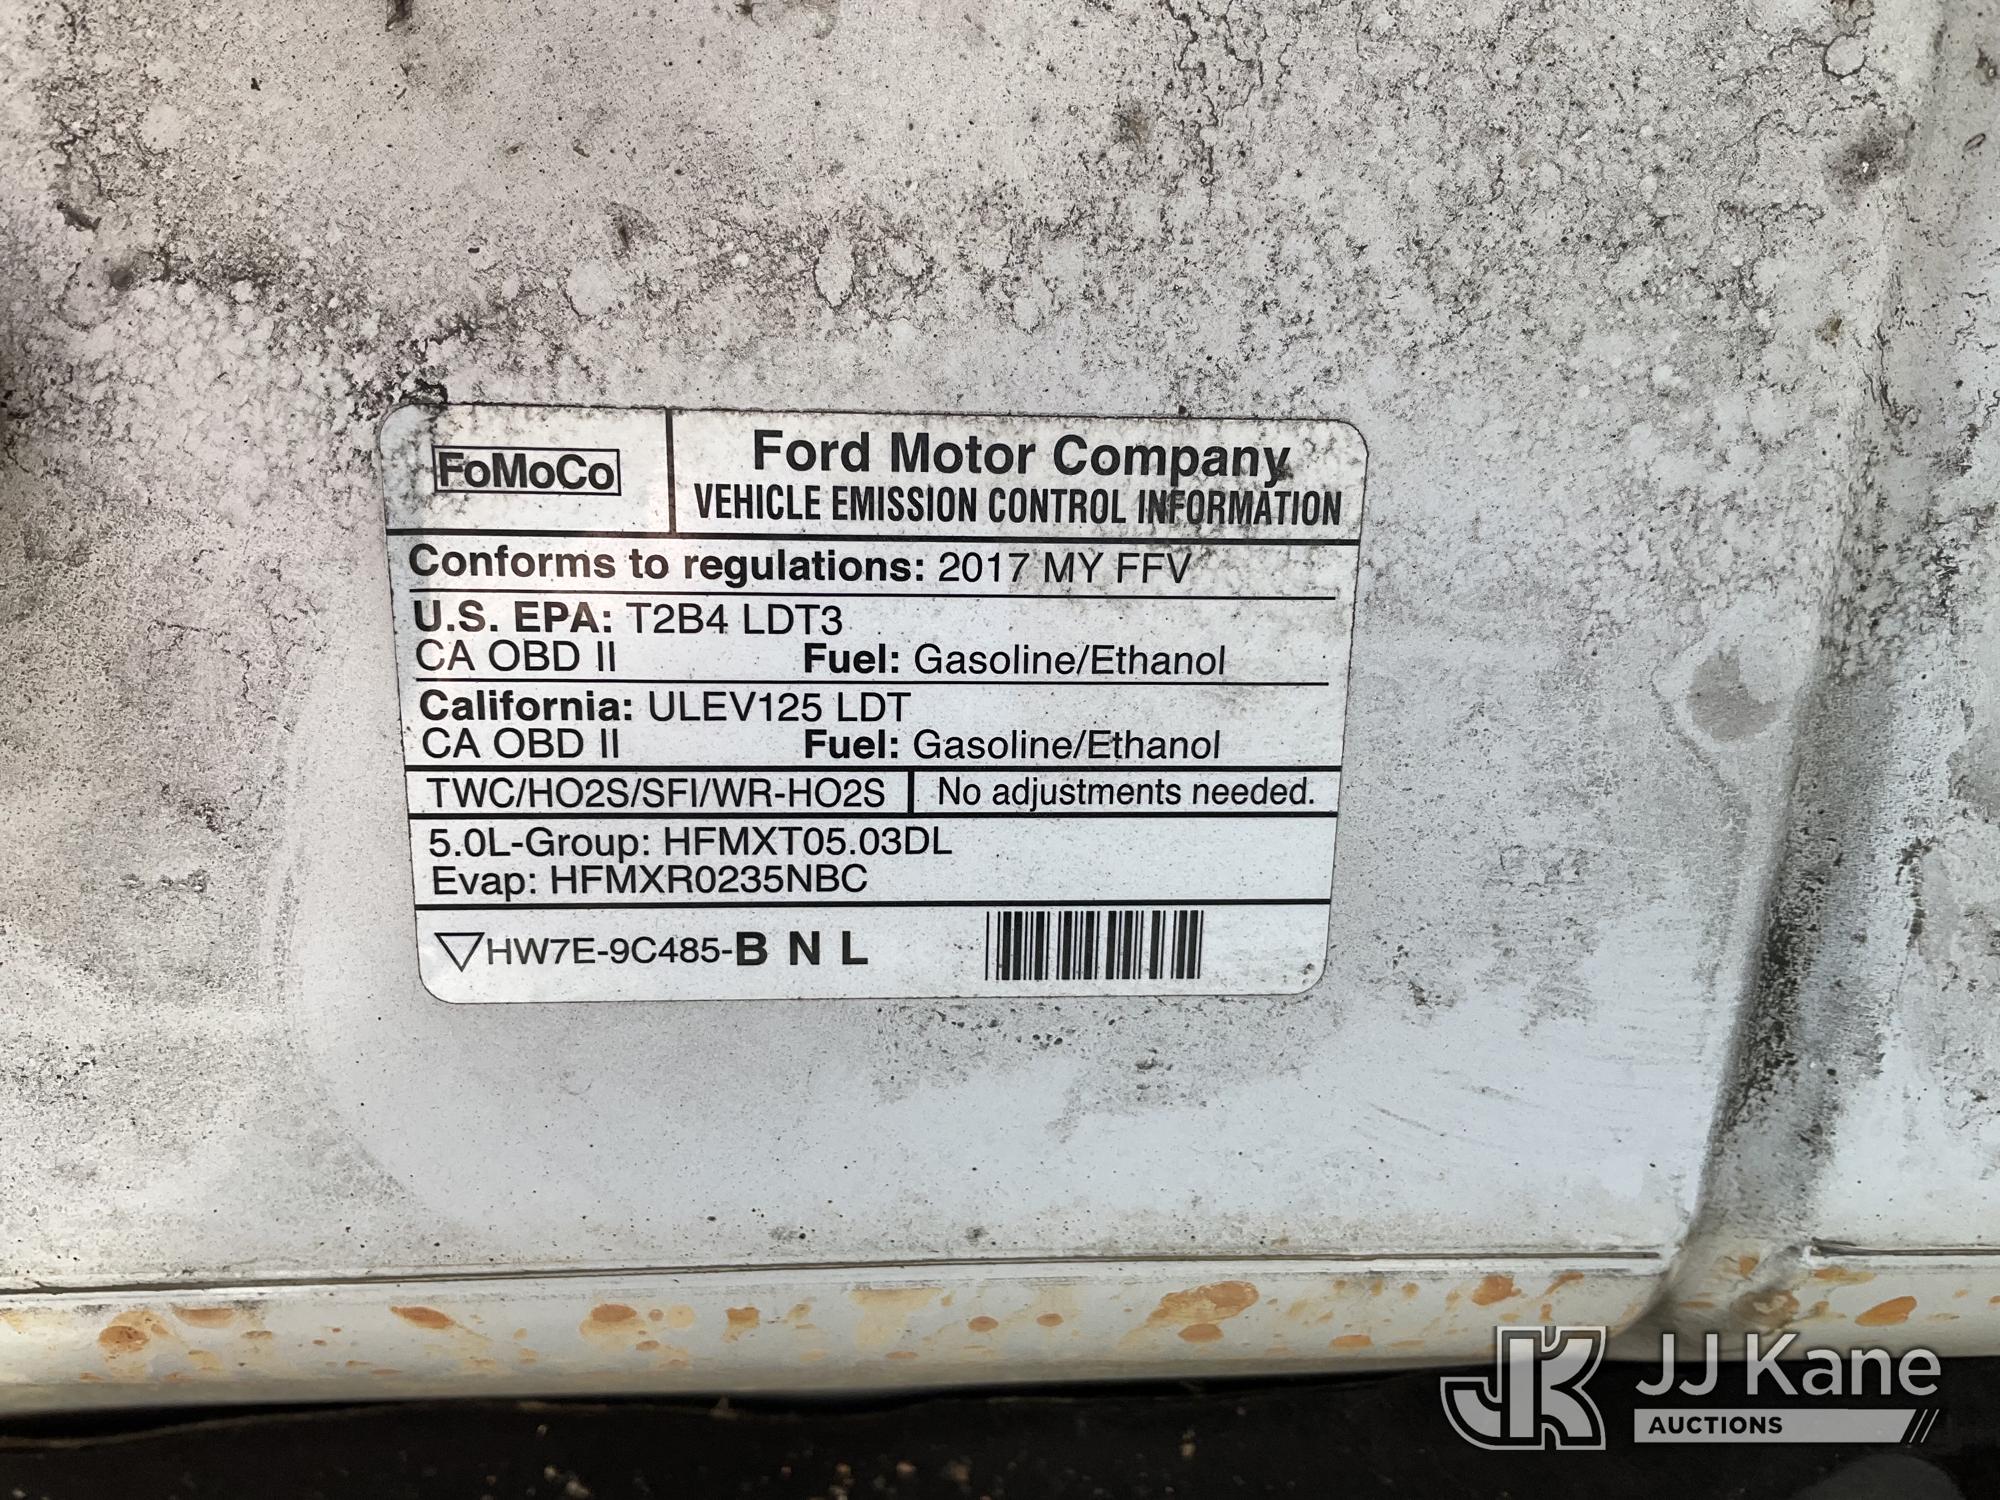 FoMoCo
Ford Motor Company
VEHICLE EMISSION CONTROL INFORMATION
Conforms to regulations: 2017 MY FFV
U.S. EPA: T2B4 LDT3
CA OBD II Fuel: Gasoline/Ethanol
California: ULEV125 LDT
CA OBD II Fuel: Gasoline/Ethanol
TWC/HO2S/SFI/WR-HO2S No adjustments needed.
5.0L-Group: HFMXT05.03DL
Evap: HFMXR0235NBC
HW7E-9C485-B N L
JK JJ Kane
AUCTIONS